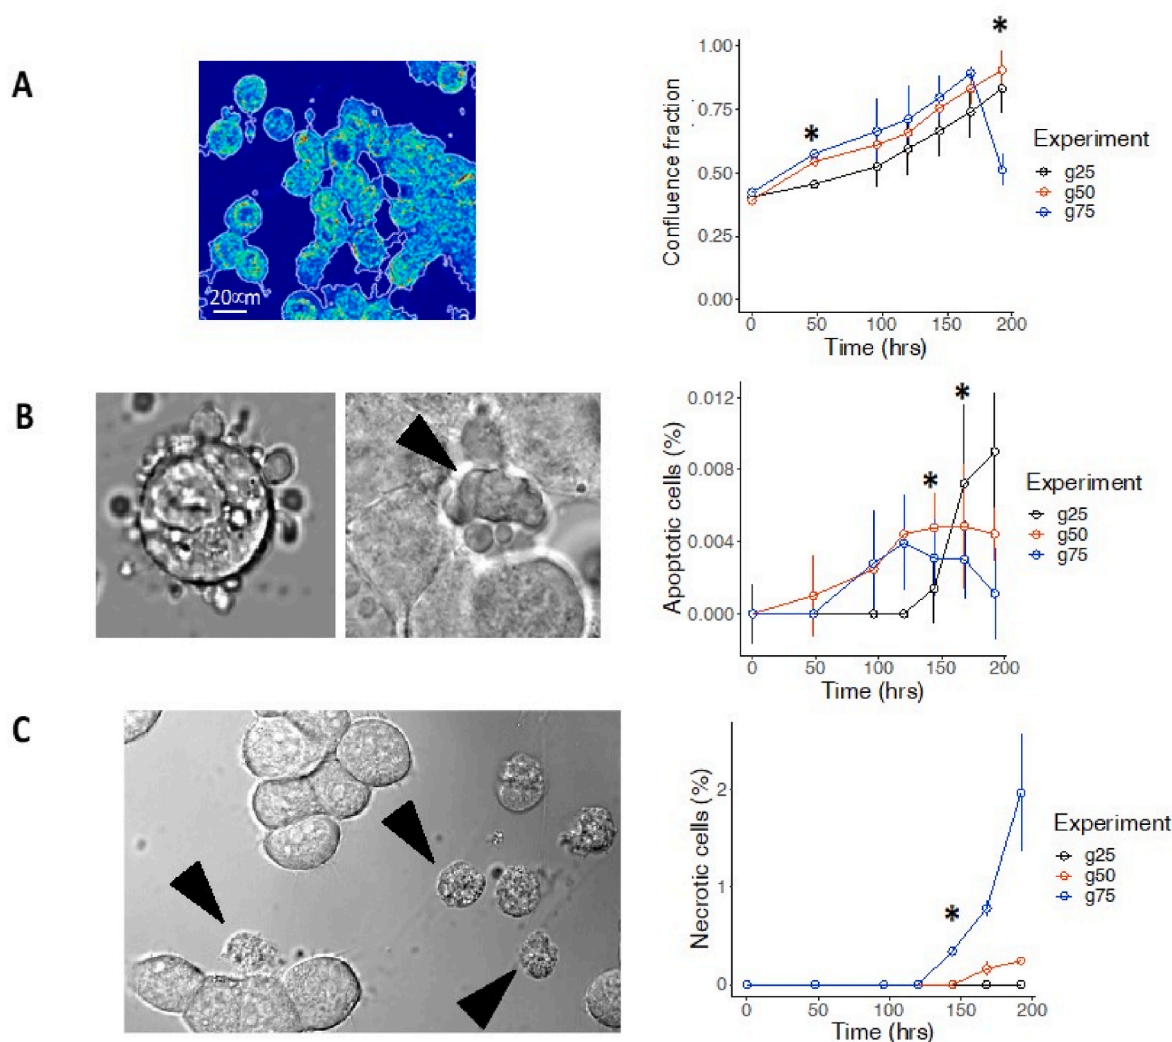 A
20∝m
Confluence fraction
1.00
0.75
0.50
0.25
0.00
*
*
0
50
100
150
200
Time (hrs)
Experiment
g25
g50
g75
B
Apoptotic cells (%)
0.012
0.008
0.004
0.000
*
*
0
50
100
150
200
Time (hrs)
Experiment
g25
g50
g75
C
Necrotic cells (%)
2
1
0
*
0
50
100
150
200
Time (hrs)
Experiment
g25
g50
g75